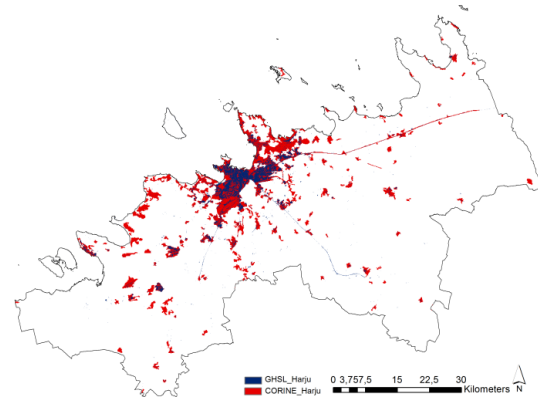 GHSL_Harju
CORINE_Harju
0 3,757,5 15 22,5 30
Kilometers
N